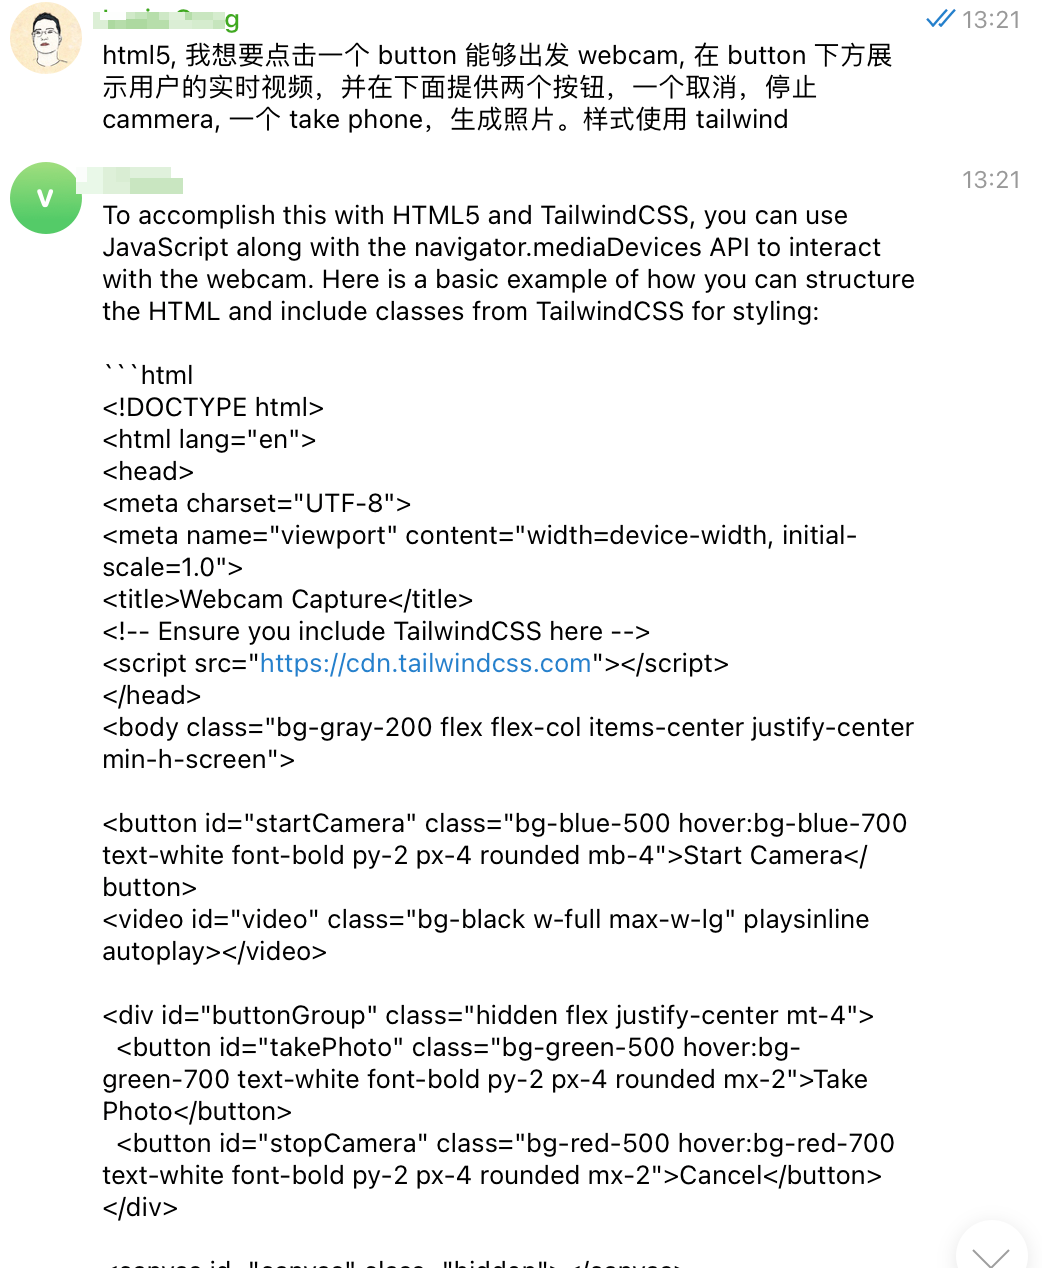 g
13:21
html5, 我想要点击一个 button 能够出发 webcam, 在 button 下方展
示用户的实时视频，并在下面提供两个按钮，一个取消，停止
cammera, 一个 take phone，生成照片。样式使用 tailwind
V
13:21
To accomplish this with HTML5 and TailwindCSS, you can use
JavaScript along with the navigator.mediaDevices API to interact
with the webcam. Here is a basic example of how you can structure
the HTML and include classes from TailwindCSS for styling:
```html
<!DOCTYPE html>
<html lang="en">
<head>
<meta charset="UTF-8">
<meta name="viewport" content="width=device-width, initial-
scale=1.0">
<title>Webcam Capture</title>
<!-- Ensure you include TailwindCSS here -->
<script src="https://cdn.tailwindcss.com"></script>
</head>
<body class="bg-gray-200 flex flex-col items-center justify-center
min-h-screen">
<button id="startCamera" class="bg-blue-500 hover:bg-blue-700
text-white font-bold py-2 px-4 rounded mb-4">Start Camera</
button>
<video id="video" class="bg-black w-full max-w-lg" playsinline
autoplay></video>
<div id="buttonGroup" class="hidden flex justify-center mt-4">
<button id="takePhoto" class="bg-green-500 hover:bg-
green-700 text-white font-bold py-2 px-4 rounded mx-2">Take
Photo</button>
<button id="stopCamera" class="bg-red-500 hover:bg-red-700
text-white font-bold py-2 px-4 rounded mx-2">Cancel</button>
</div>
<canvas id="canvas" class="hidden"></canvas>